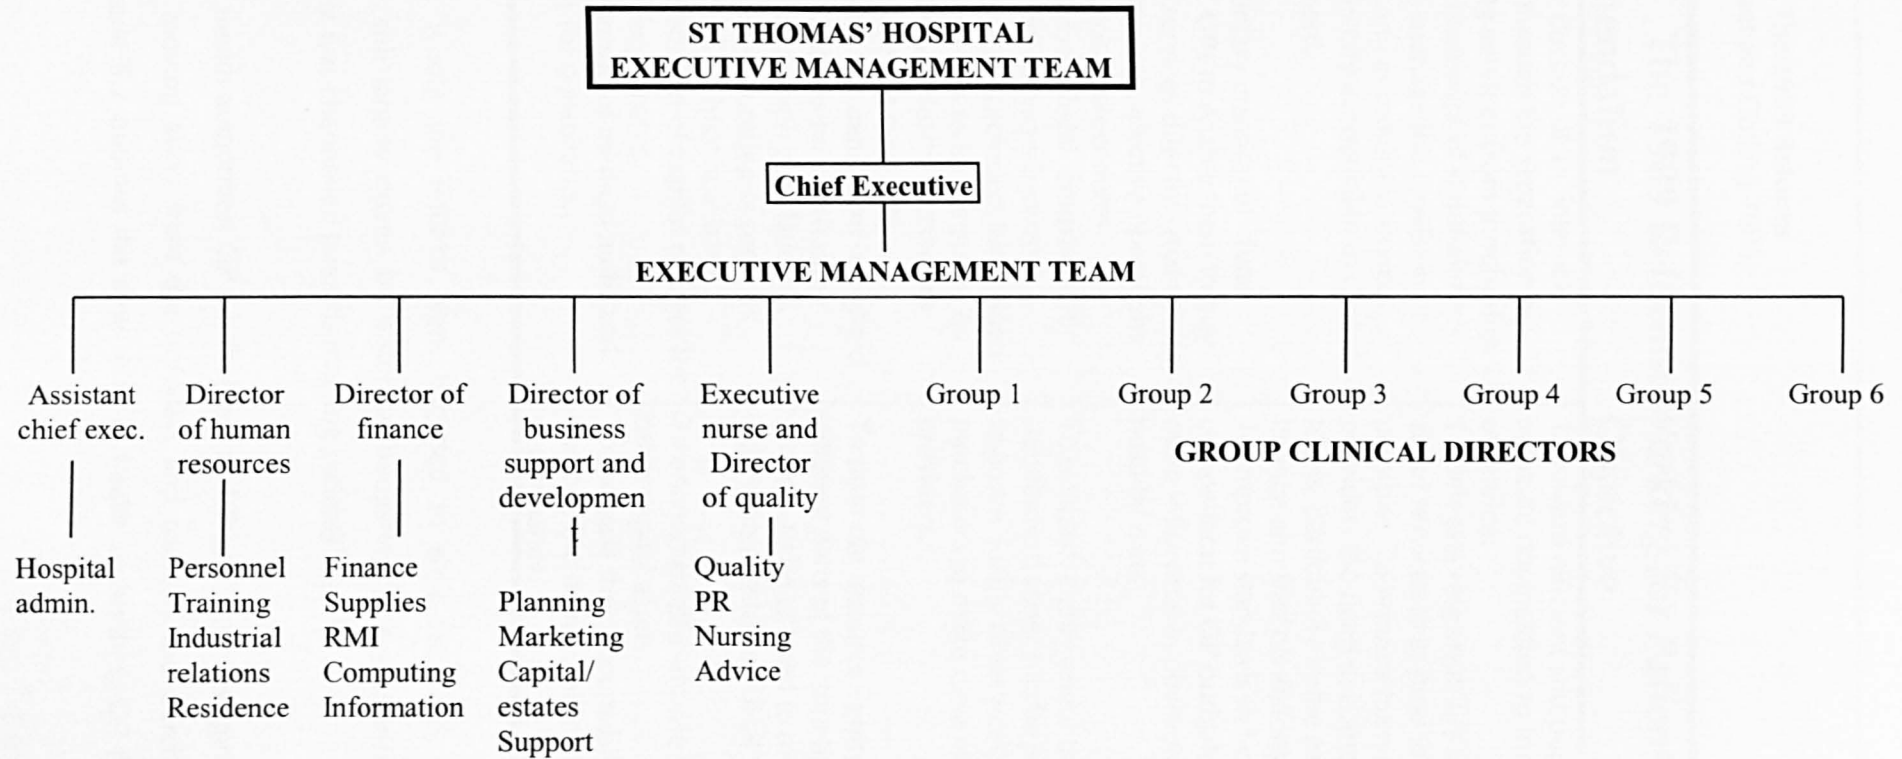 ST THOMAS' HOSPITAL
EXECUTIVE MANAGEMENT TEAM
Chief Executive
EXECUTIVE MANAGEMENT TEAM
Assistant
chief exec.
Director
of human
resources
Director of
finance
Director of
business
support and
developmen
t
Executive
nurse and
Director
of quality
Group 1
Group 2
Group 3
Group 4
Group 5
Group 6
GROUP CLINICAL DIRECTORS
Hospital
admin.
Personnel
Training
Industrial
relations
Residence
Finance
Supplies
RMI
Computing
Information
Planning
Marketing
Capital/
estates
Support
Quality
PR
Nursing
Advice